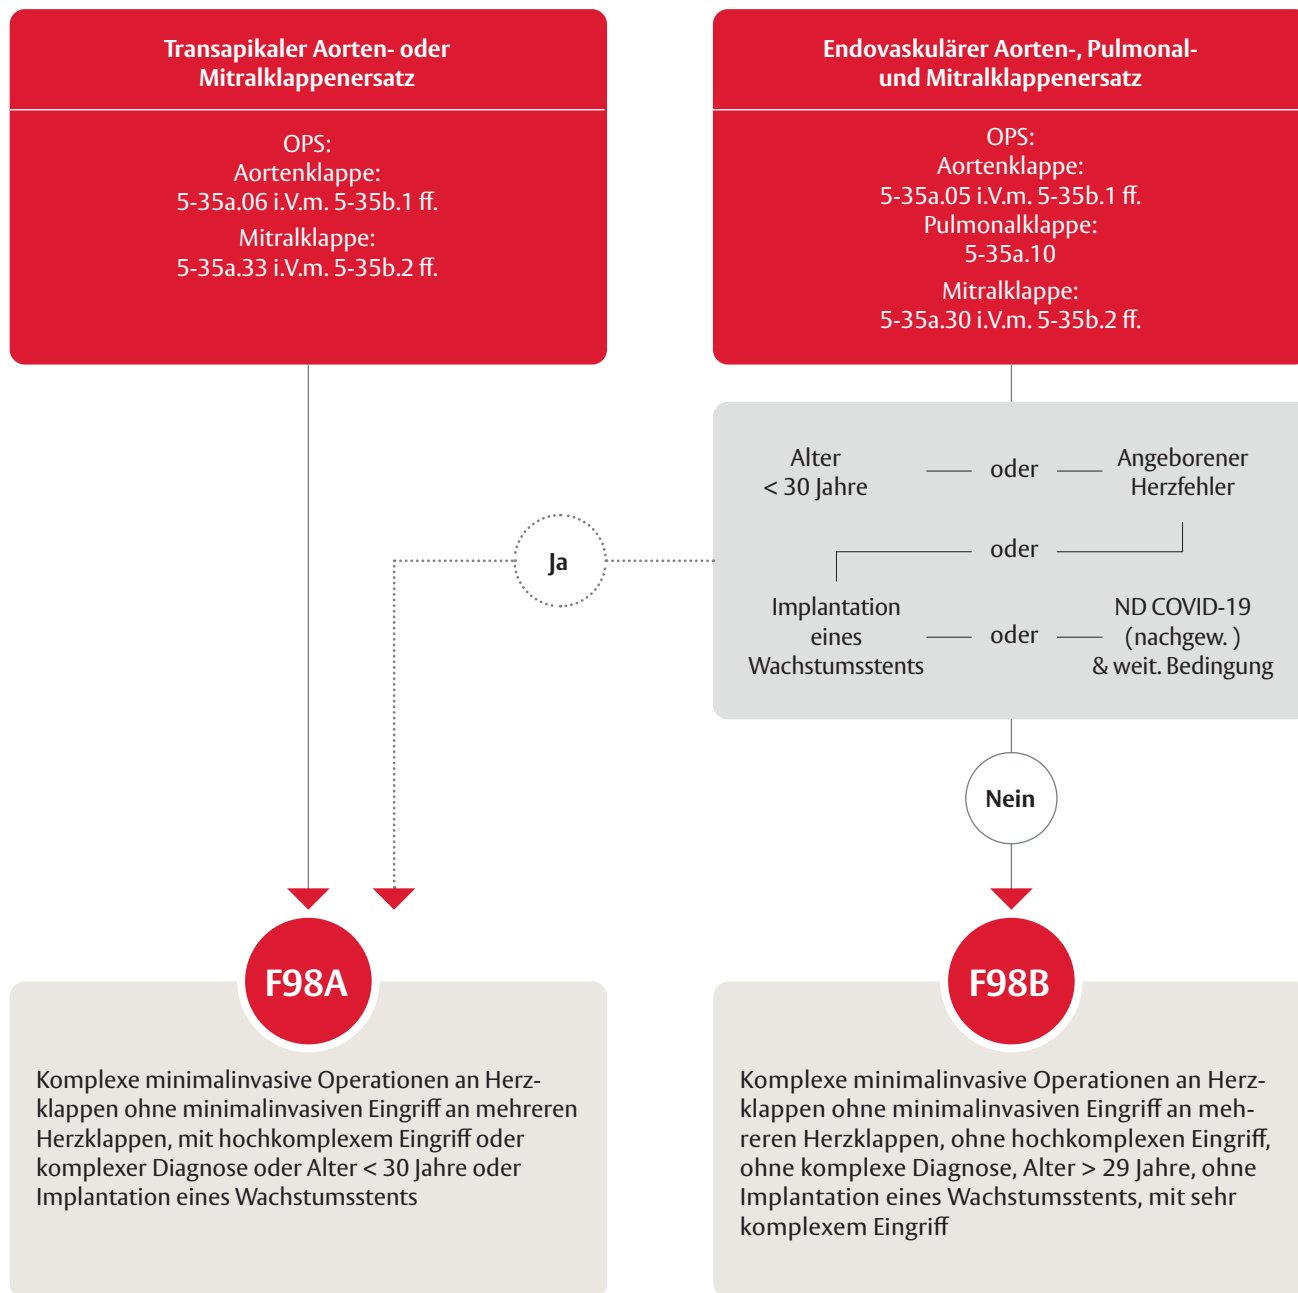 Transapikaler Aorten- oder
Mitralklappenersatz
OPS:
Aortenklappe:
5-35a.06 i.V.m. 5-35b.1 ff.
Mitralklappe:
5-35a.33 i.V.m. 5-35b.2 ff.
Endovaskulärer Aorten-, Pulmonal-
und Mitralklappenersatz
OPS:
Aortenklappe:
5-35a.05 i.V.m. 5-35b.1 ff.
Pulmonalklappe:
5-35a.10
Mitralklappe:
5-35a.30 i.V.m. 5-35b.2 ff.
Alter
< 30 Jahre
oder
Angeborener
Herzfehler
oder
Implantation
eines
Wachstumsstents
oder
ND COVID-19
(nachgew. )
& weit. Bedingung
Ja
Nein
F98A
Komplexe minimalinvasive Operationen an Herz-
klappen ohne minimalinvasiven Eingriff an mehreren
Herzklappen, mit hochkomplexem Eingriff oder
komplexer Diagnose oder Alter < 30 Jahre oder
Implantation eines Wachstumsstents
F98B
Komplexe minimalinvasive Operationen an Herz-
klappen ohne minimalinvasiven Eingriff an meh-
reren Herzklappen, ohne hochkomplexen Eingriff,
ohne komplexe Diagnose, Alter > 29 Jahre, ohne
Implantation eines Wachstumsstents, mit sehr
komplexem Eingriff